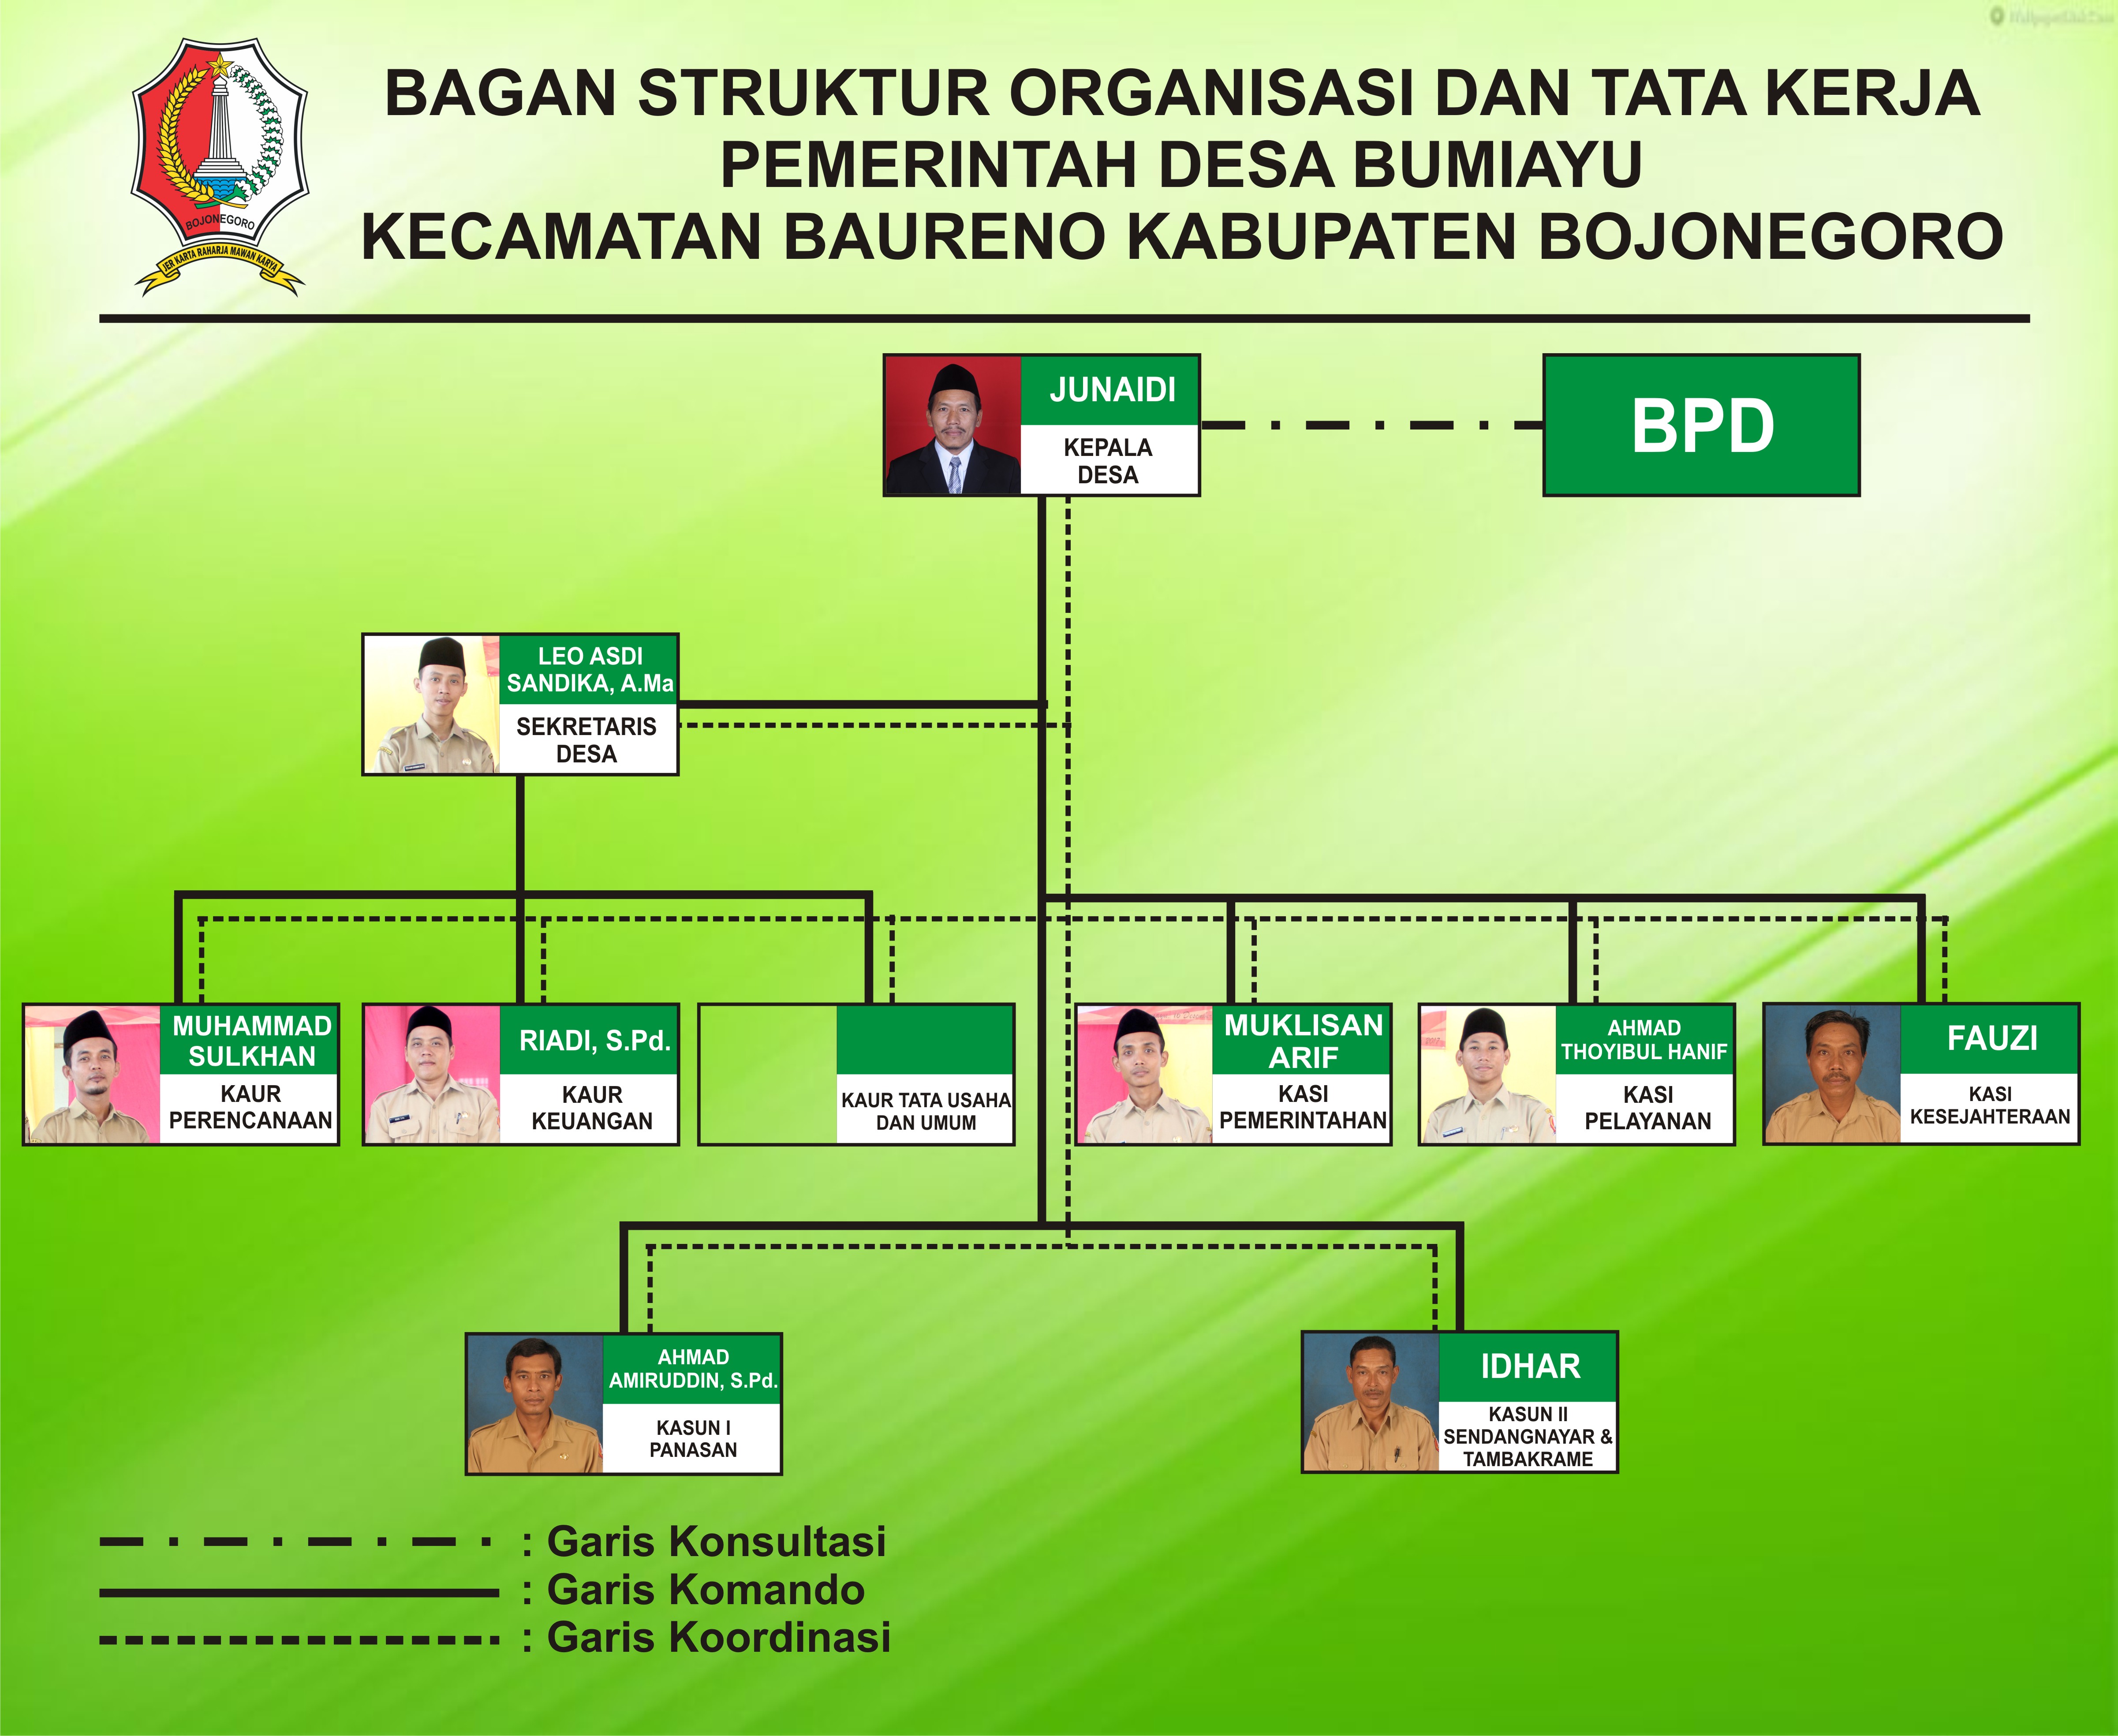 BAGAN STRUKTUR ORGANISASI DAN TATA KERJA
PEMERINTAH DESA BUMIAYU
KECAMATAN BAURENO KABUPATEN BOJONEGORO
BOJONEGORO
JER KARTA RAHARJA MAWAN KARYA
JUNAIDI
KEPALA
DESA
BPD
LEO ASDI
SANDIKA, A.Ma
SEKRETARIS
DESA
MUHAMMAD
SULKHAN
KAUR
PERENCANAAN
RIADI, S.Pd.
KAUR
KEUANGAN
KAUR TATA USAHA
DAN UMUM
MUKLISAN
ARIF
KASI
PEMERINTAHAN
AHMAD
THOYIBUL HANIF
KASI
PELAYANAN
FAUZI
KASI
KESEJAHTERAAN
AHMAD
AMIRUDDIN, S.Pd.
KASUN I
PANASAN
IDHAR
KASUN II
SENDANGNAYAR &
TAMBAKRAME
: Garis Konsultasi
: Garis Komando
: Garis Koordinasi